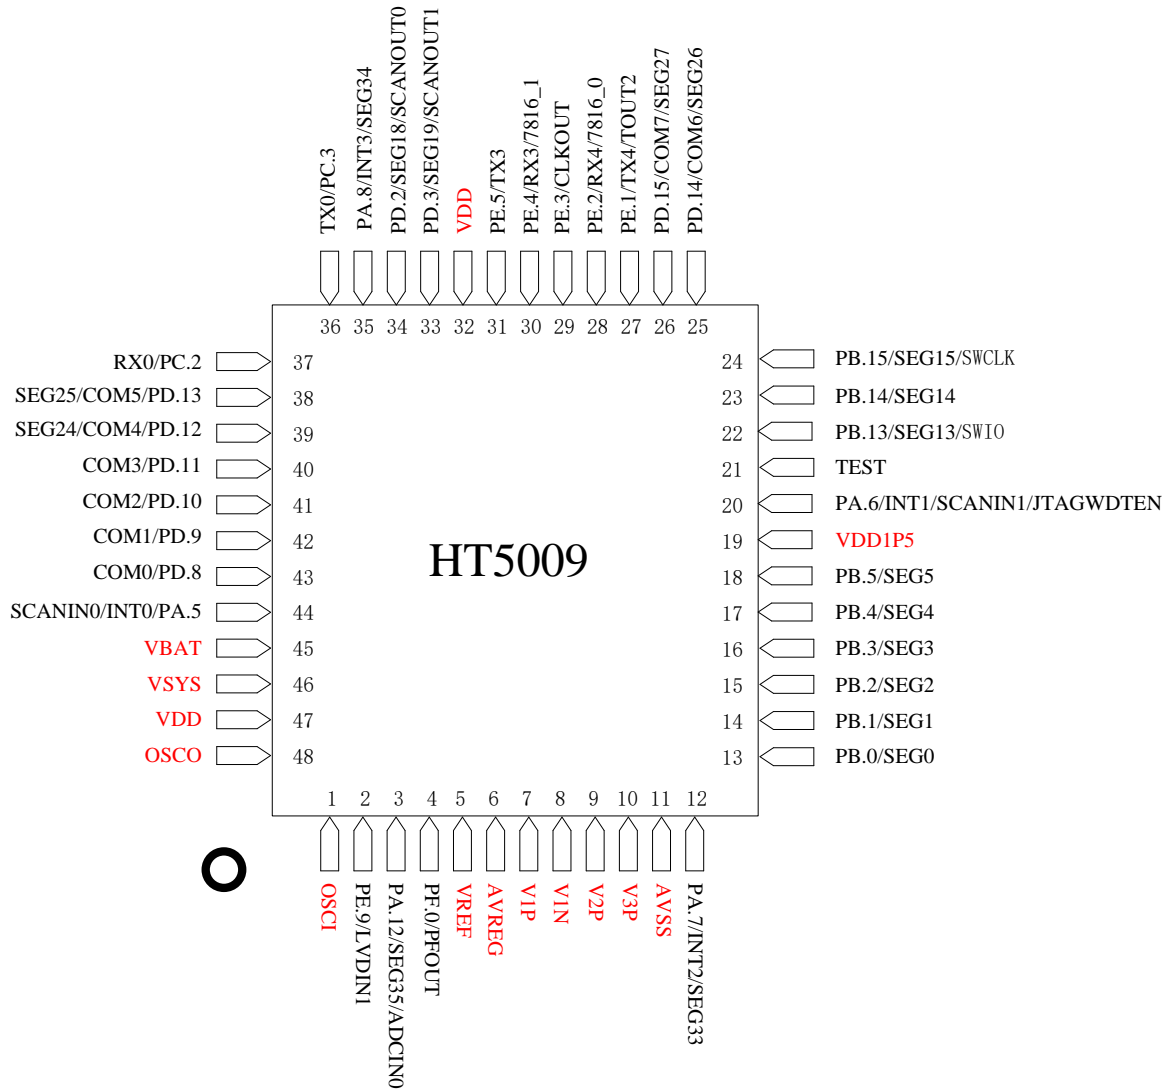 TX0/PC.3
PA.8/INT3/SEG34
PD.2/SEG18/SCANOUT0
PD.3/SEG19/SCANOUT1
VDD
PE.5/TX3
PE.4/RX3/7816_1
PE.3/CLKOUT
PE.2/RX4/7816_0
PE.1/TX4/TOUT2
PD.15/COM7/SEG27
PD.14/COM6/SEG26
36 35 34 33 32 31 30 29 28 27 26 25
RX0/PC.2 37
SEG25/COM5/PD.13 38
SEG24/COM4/PD.12 39
COM3/PD.11 40
COM2/PD.10 41
COM1/PD.9 42
COM0/PD.8 43
SCANIN0/INT0/PA.5 44
VBAT 45
VSYS 46
VDD 47
OSCO 48
HT5009
24 PB.15/SEG15/SWCLK
23 PB.14/SEG14
22 PB.13/SEG13/SWIO
21 TEST
20 PA.6/INT1/SCANIN1/JTAGWDTEN
19 VDD1P5
18 PB.5/SEG5
17 PB.4/SEG4
16 PB.3/SEG3
15 PB.2/SEG2
14 PB.1/SEG1
13 PB.0/SEG0
1 2 3 4 5 6 7 8 9 10 11 12
OSCI
PE.9/LVDIN1
PA.12/SEG35/ADCIN0
PF.0/PFOUT
VREF
AVREG
V1P
V1N
V2P
V3P
AVSS
PA.7/INT2/SEG33